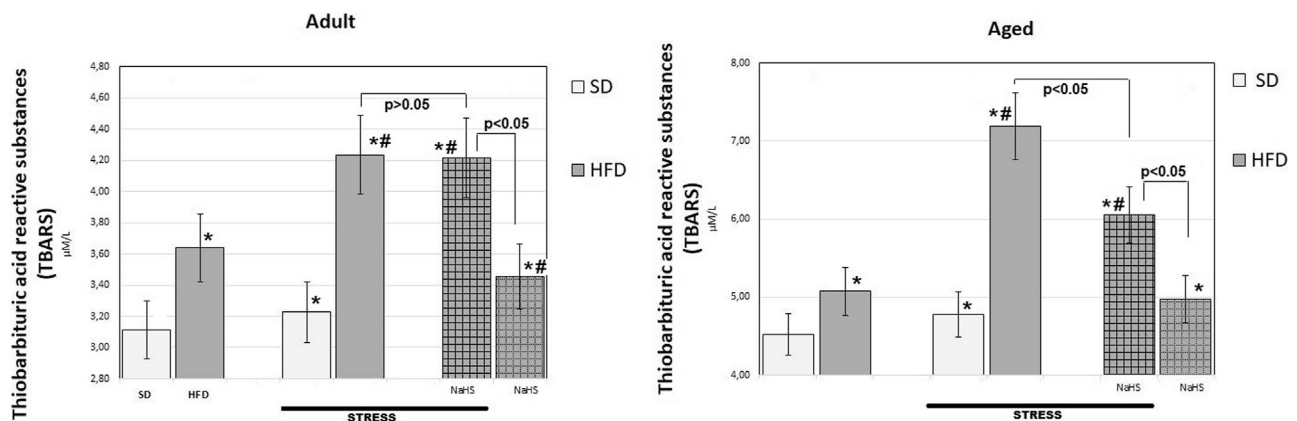 Adult
Thiobarbituric acid reactive substances
(TBARS)
µM/L
4,80
4,60
4,40
4,20
4,00
3,80
3,60
3,40
3,20
3,00
2,80
*
*
*#
*#
*#
p>0.05
p<0.05
SD
HFD
NaHS
NaHS
STRESS
SD
HFD
Aged
Thiobarbituric acid reactive substances
(TBARS)
µM/L
8,00
7,00
6,00
5,00
4,00
*
*
*#
*#
*
p<0.05
p<0.05
NaHS
NaHS
STRESS
SD
HFD